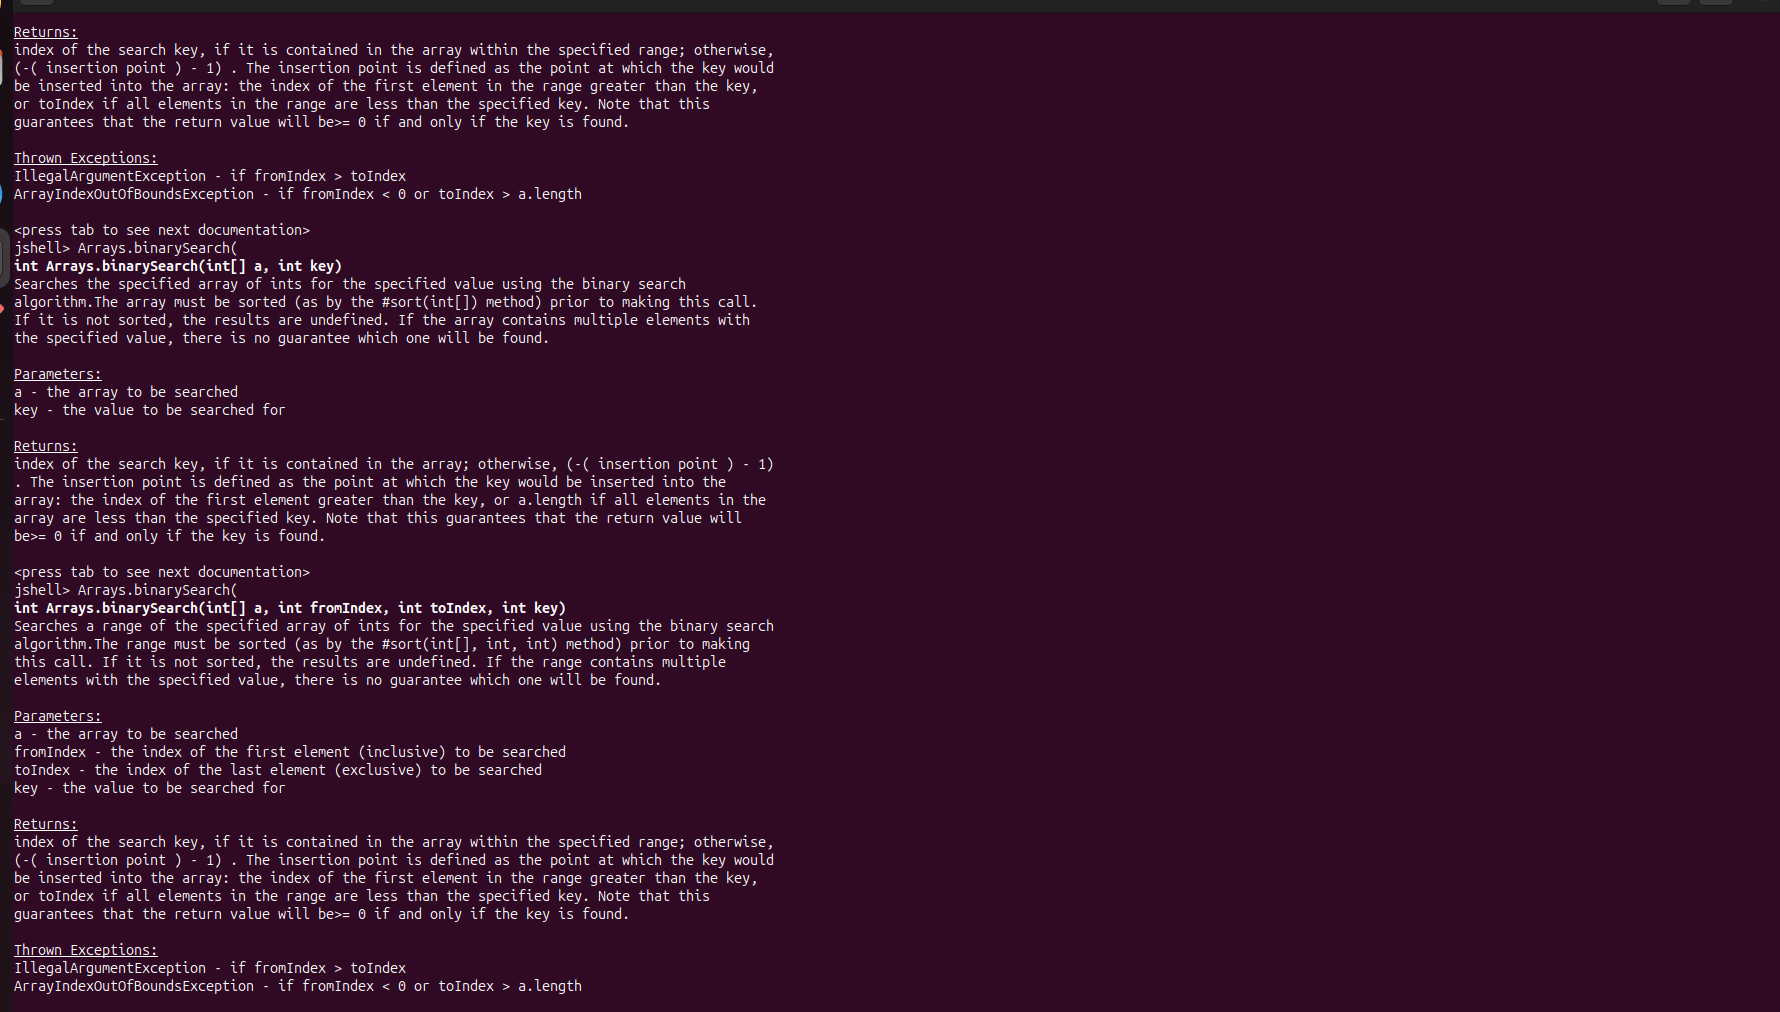 Returns:
index of the search key, if it is contained in the array within the specified range; otherwise,
(-( insertion point ) - 1) . The insertion point is defined as the point at which the key would
be inserted into the array: the index of the first element in the range greater than the key,
or toIndex if all elements in the range are less than the specified key. Note that this
guarantees that the return value will be>= 0 if and only if the key is found.
Thrown Exceptions:
IllegalArgumentException - if fromIndex > toIndex
ArrayIndexOutOfBoundsException - if fromIndex < 0 or toIndex > a.length
<press tab to see next documentation>
jshell> Arrays.binarySearch(
int Arrays.binarySearch(int[] a, int key)
Searches the specified array of ints for the specified value using the binary search
algorithm.The array must be sorted (as by the #sort(int[]) method) prior to making this call.
If it is not sorted, the results are undefined. If the array contains multiple elements with
the specified value, there is no guarantee which one will be found.
Parameters:
a - the array to be searched
key - the value to be searched for
Returns:
index of the search key, if it is contained in the array; otherwise, (-( insertion point ) - 1)
. The insertion point is defined as the point at which the key would be inserted into the
array: the index of the first element greater than the key, or a.length if all elements in the
array are less than the specified key. Note that this guarantees that the return value will
be>= 0 if and only if the key is found.
<press tab to see next documentation>
jshell> Arrays.binarySearch(
int Arrays.binarySearch(int[] a, int fromIndex, int toIndex, int key)
Searches a range of the specified array of ints for the specified value using the binary search
algorithm.The range must be sorted (as by the #sort(int[], int, int) method) prior to making
this call. If it is not sorted, the results are undefined. If the range contains multiple
elements with the specified value, there is no guarantee which one will be found.
Parameters:
a - the array to be searched
fromIndex - the index of the first element (inclusive) to be searched
toIndex - the index of the last element (exclusive) to be searched
key - the value to be searched for
Returns:
index of the search key, if it is contained in the array within the specified range; otherwise,
(-( insertion point ) - 1) . The insertion point is defined as the point at which the key would
be inserted into the array: the index of the first element in the range greater than the key,
or toIndex if all elements in the range are less than the specified key. Note that this
guarantees that the return value will be>= 0 if and only if the key is found.
Thrown Exceptions:
IllegalArgumentException - if fromIndex > toIndex
ArrayIndexOutOfBoundsException - if fromIndex < 0 or toIndex > a.length